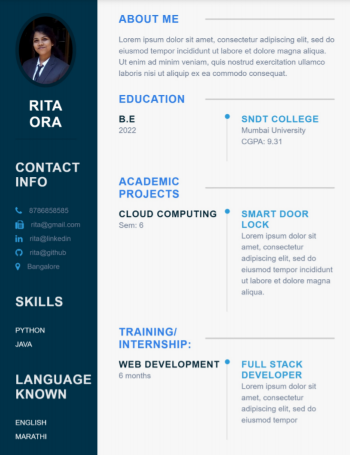 RITA
ORA
CONTACT
INFO
8786858585
rita@gmail.com
rita@linkedin
rita@github
Bangalore
SKILLS
PYTHON
JAVA
LANGUAGE
KNOWN
ENGLISH
MARATHI
ABOUT ME
Lorem ipsum dolor sit amet, consectetur adipiscing elit, sed do
eiusmod tempor incididunt ut labore et dolore magna aliqua.
Ut enim ad minim veniam, quis nostrud exercitation ullamco
laboris nisi ut aliquip ex ea commodo consequat.
EDUCATION
B.E
2022
SNDT COLLEGE
Mumbai University
CGPA: 9.31
ACADEMIC
PROJECTS
CLOUD COMPUTING
Sem: 6
SMART DOOR
LOCK
Lorem ipsum dolor sit
amet, consectetur
adipiscing elit, sed do
eiusmod tempor incididunt
ut labore et dolore magna
aliqua.
TRAINING/
INTERNSHIP:
WEB DEVELOPMENT
6 months
FULL STACK
DEVELOPER
Lorem ipsum dolor sit
amet, consectetur
adipiscing elit, sed do
eiusmod tempor